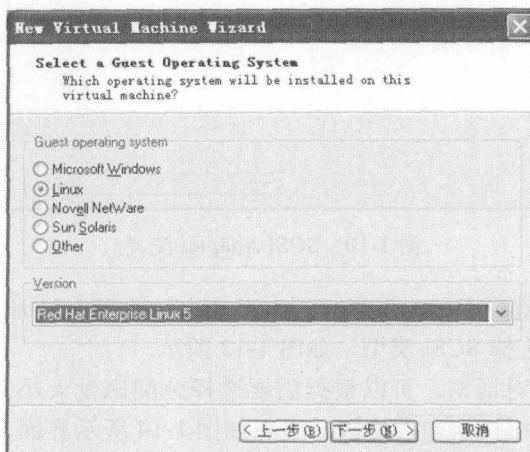 New Virtual Machine Wizard
Select a Guest Operating System
Which operating system will be installed on this
virtual machine?
Guest operating system
Microsoft Windows
Linux
Novell NetWare
Sun Solaris
Other
Version
Red Hat Enterprise Linux 5
< 上一步(B) 下一步(N) > 取消